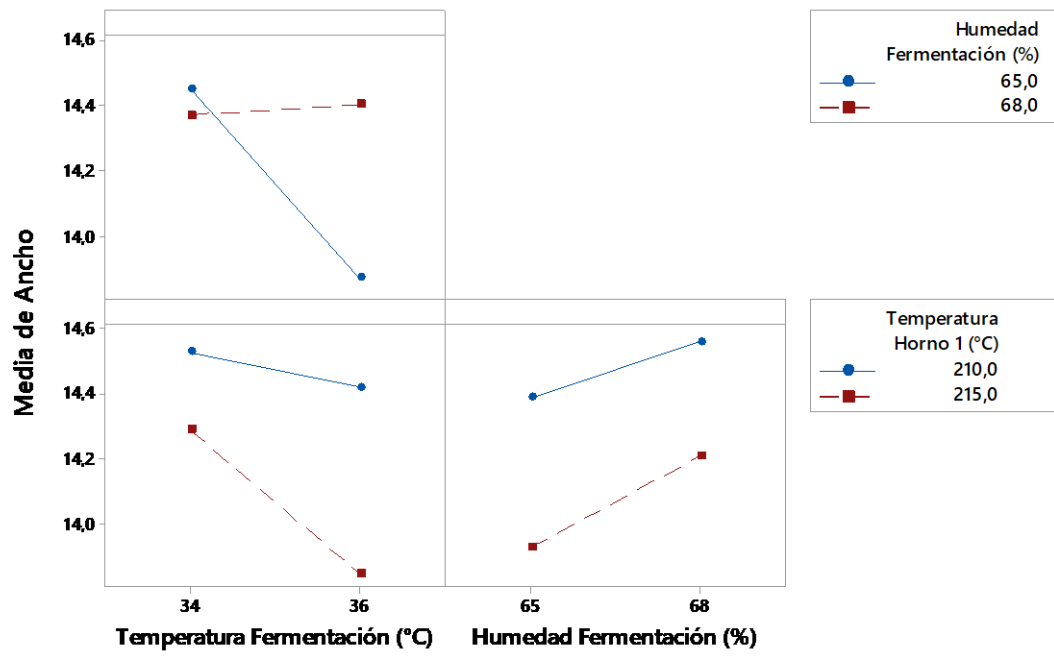 Media de Ancho
14,6
14,4
14,2
14,0
Humedad
Fermentación (%)
65,0
68,0
14,6
14,4
14,2
14,0
Temperatura
Horno 1 (°C)
210,0
215,0
34
36
65
68
Temperatura Fermentación (°C)
Humedad Fermentación (%)